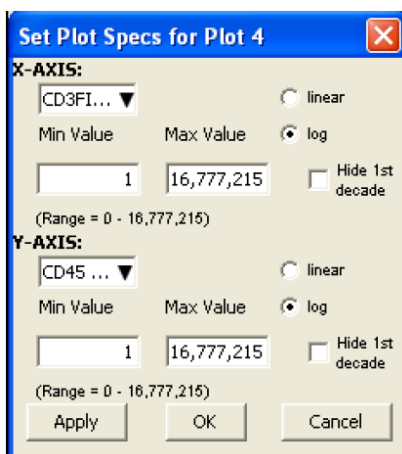 Set Plot Specs for Plot 4
X-AXIS:
CD3FI... ▼ linear
Min Value Max Value log
1 16,777,215 Hide 1st
decade
(Range = 0 - 16,777,215)
Y-AXIS:
CD45 ... ▼ linear
Min Value Max Value log
1 16,777,215 Hide 1st
decade
(Range = 0 - 16,777,215)
Apply OK Cancel